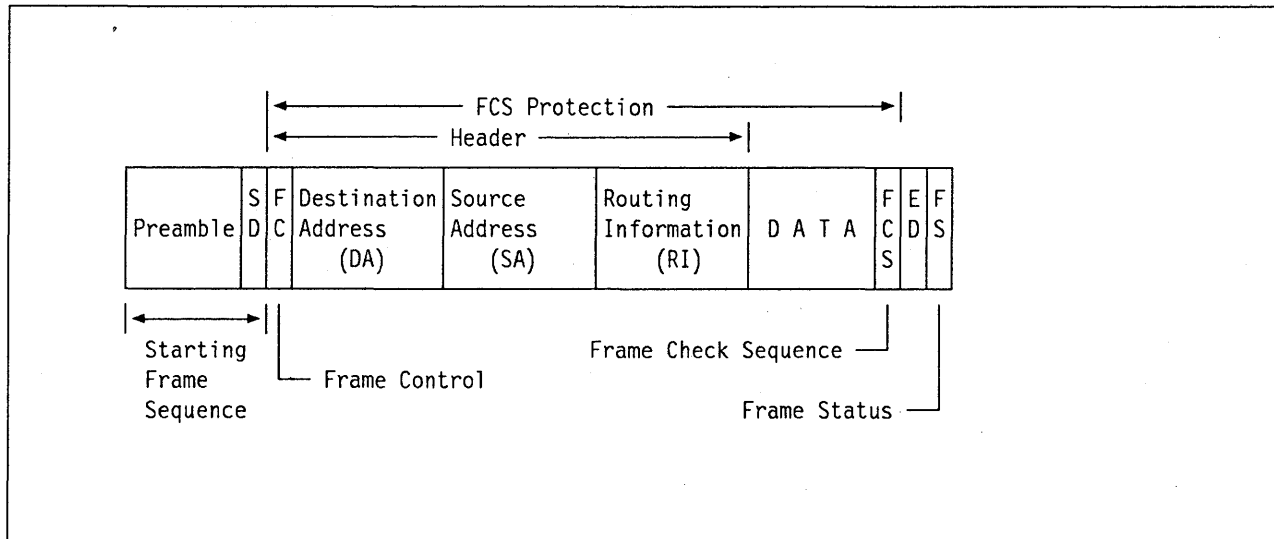 FCS Protection
Header
Preamble
S
D
F
C
Destination
Address
(DA)
Source
Address
(SA)
Routing
Information
(RI)
D A T A
F
C
S
E
D
F
S
Starting
Frame
Sequence
Frame Control
Frame Check Sequence
Frame Status